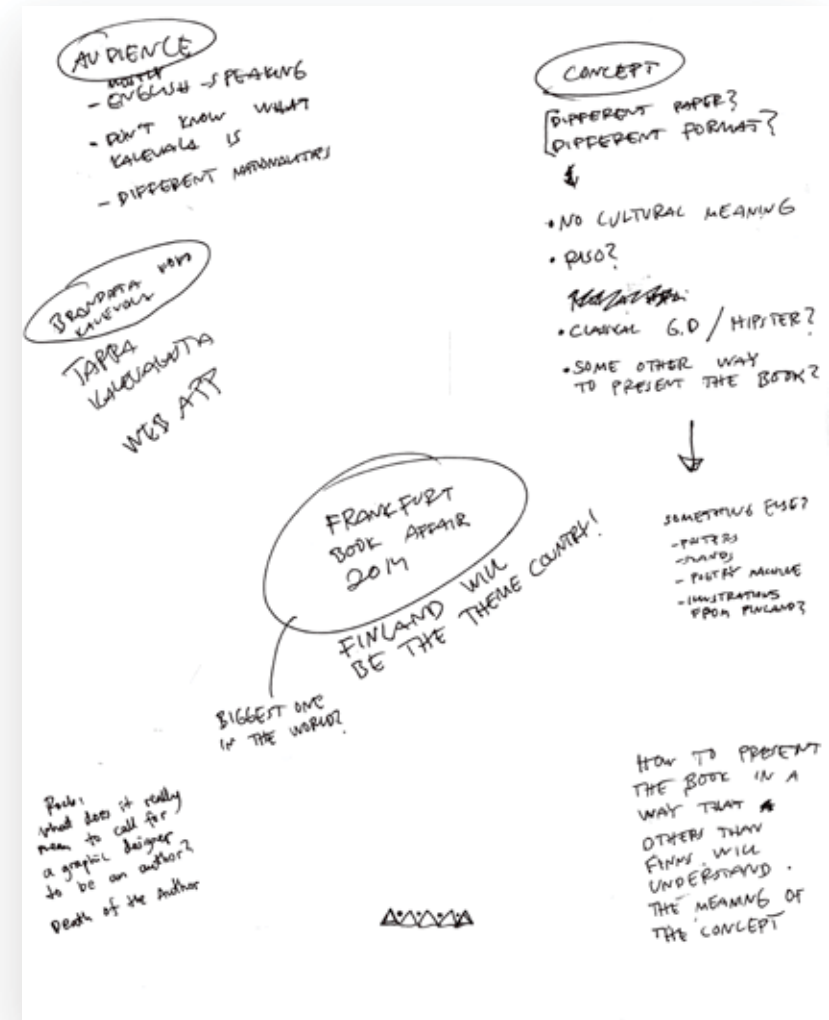 AUDIENCE
MOSTLY
- ENGLISH-SPEAKING
- DON'T KNOW WHAT
KALEVALA IS
- DIFFERENT NATIONALITIES
CONCEPT
DIFFERENT PAPER?
DIFFERENT FORMAT?
• NO CULTURAL MEANING
• RISO?
• CLASSICAL G.D / HIPSTER?
• SOME OTHER WAY
TO PRESENT THE BOOK?
KALEVALA
KALEVALASTA
WEB APP
FRANKFURT
BOOK AFFAIR
2014
FINLAND WILL
BE THE THEME COUNTRY!
BIGGEST ONE
IN THE WORLD?
SOMETHING ELSE?
- POETRY MACHINE
- ILLUSTRATIONS
FROM FINLAND?
Rock:
what does it really
mean to call for
a graphic designer
to be an author?
Death of the Author
HOW TO PRESENT
THE BOOK IN A
WAY THAT
OTHERS THAN
FINNS WILL
UNDERSTAND.
THE MEANING OF
THE CONCEPT